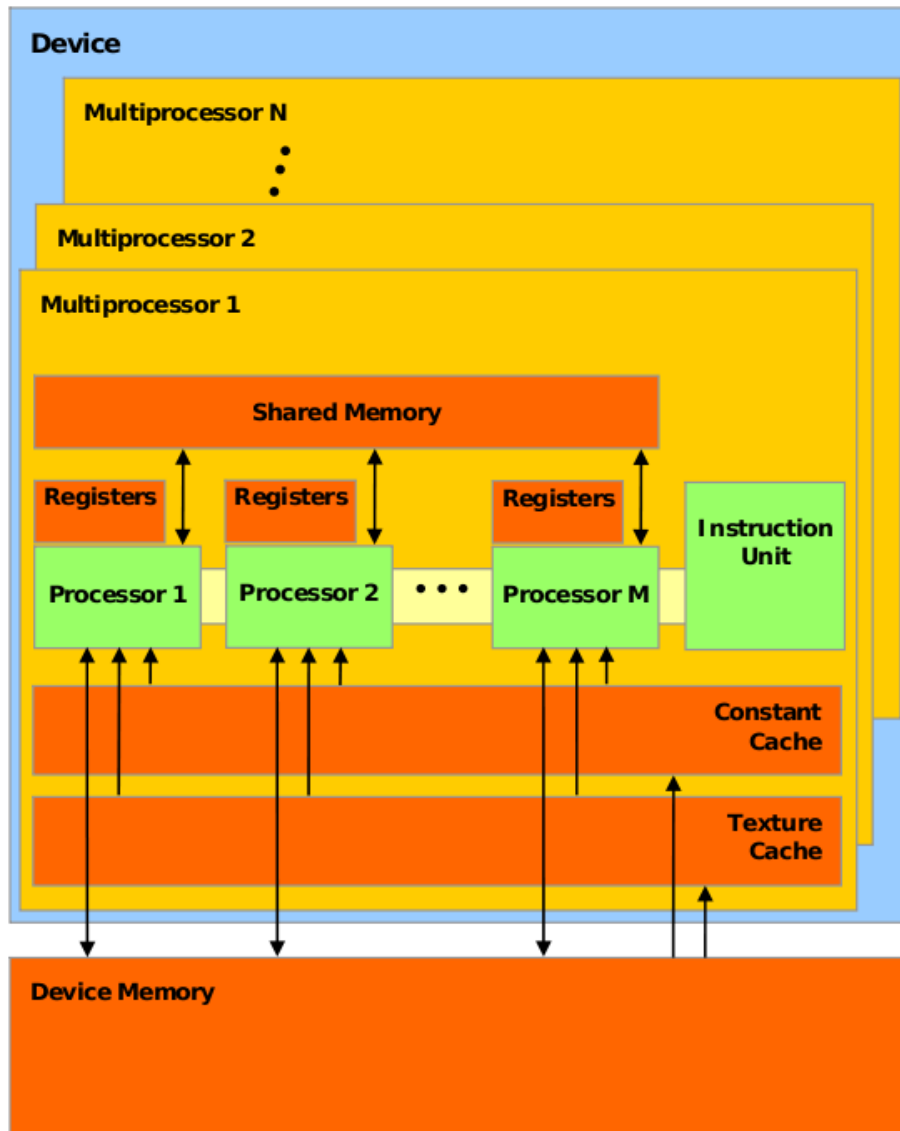 Device
Multiprocessor N
Multiprocessor 2
Multiprocessor 1
Shared Memory
Registers
Registers
Registers
Instruction
Unit
Processor 1
Processor 2
Processor M
Constant
Cache
Texture
Cache
Device Memory